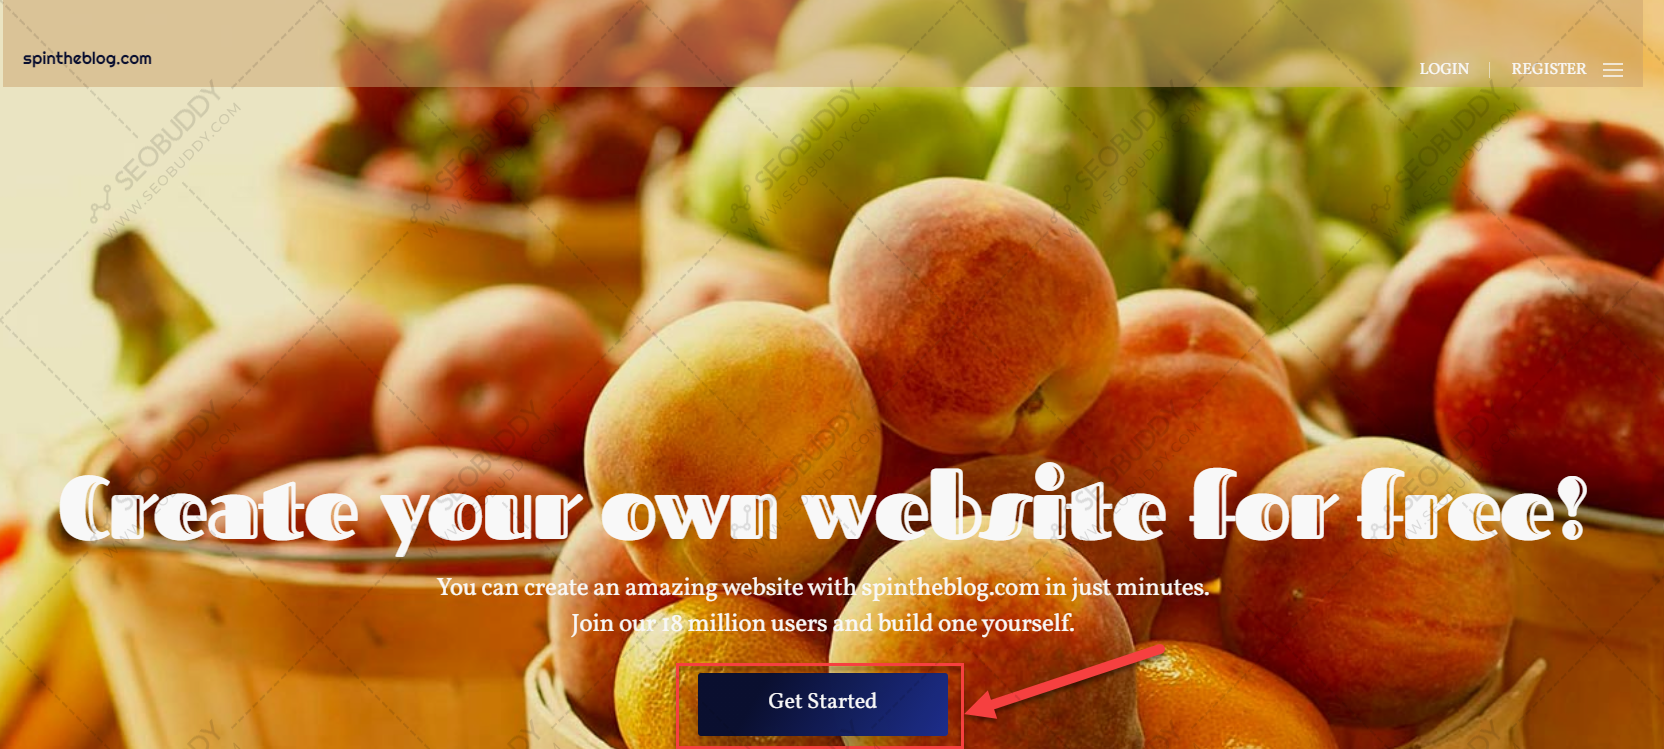 spintheblog.com
LOGIN | REGISTER
Create your own website for free!
You can create an amazing website with spintheblog.com in just minutes.
Join our 18 million users and build one yourself.
Get Started
SEOBUDDY
WWW.SEOBUDDY.COM